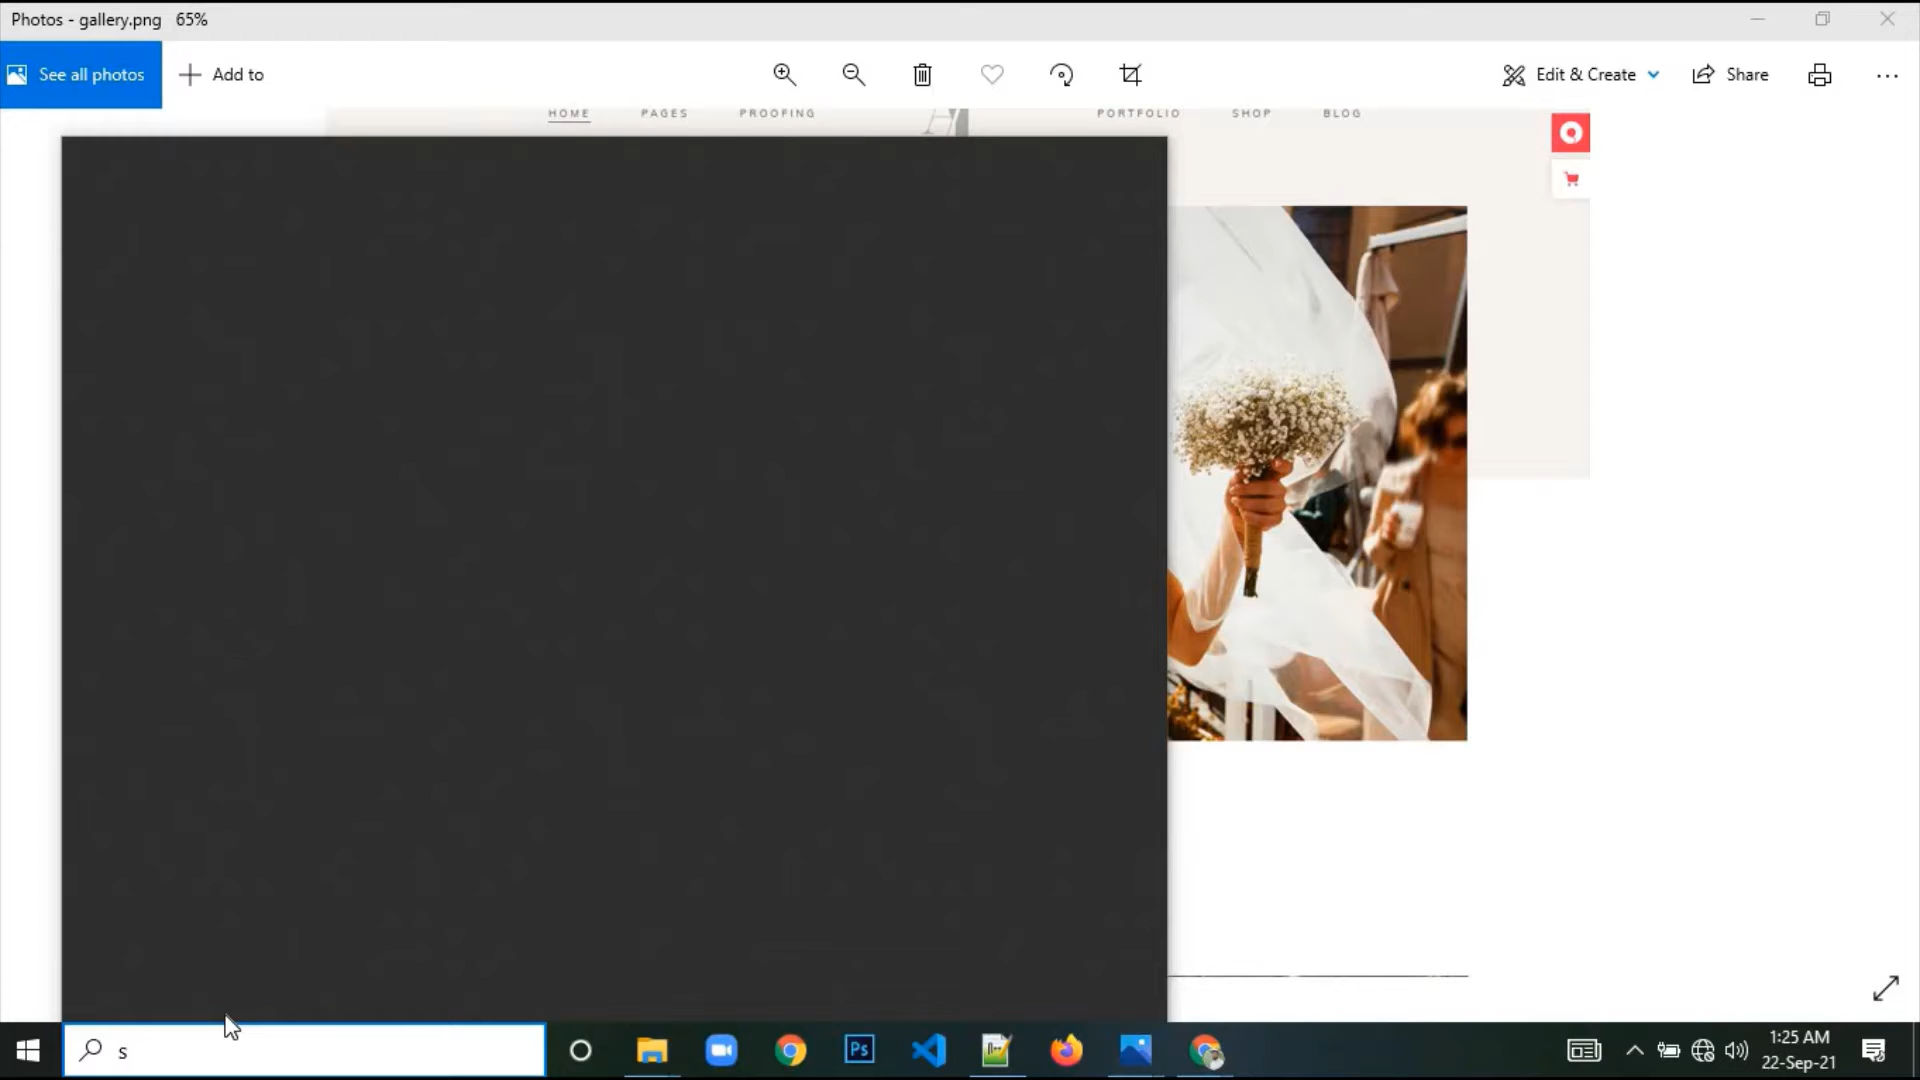 Photos - gallery.png 65%
See all photos
Add to
Edit & Create
Share
HOME PAGES PROOFING PORTFOLIO SHOP BLOG
s
Ps
1:25 AM
22-Sep-21